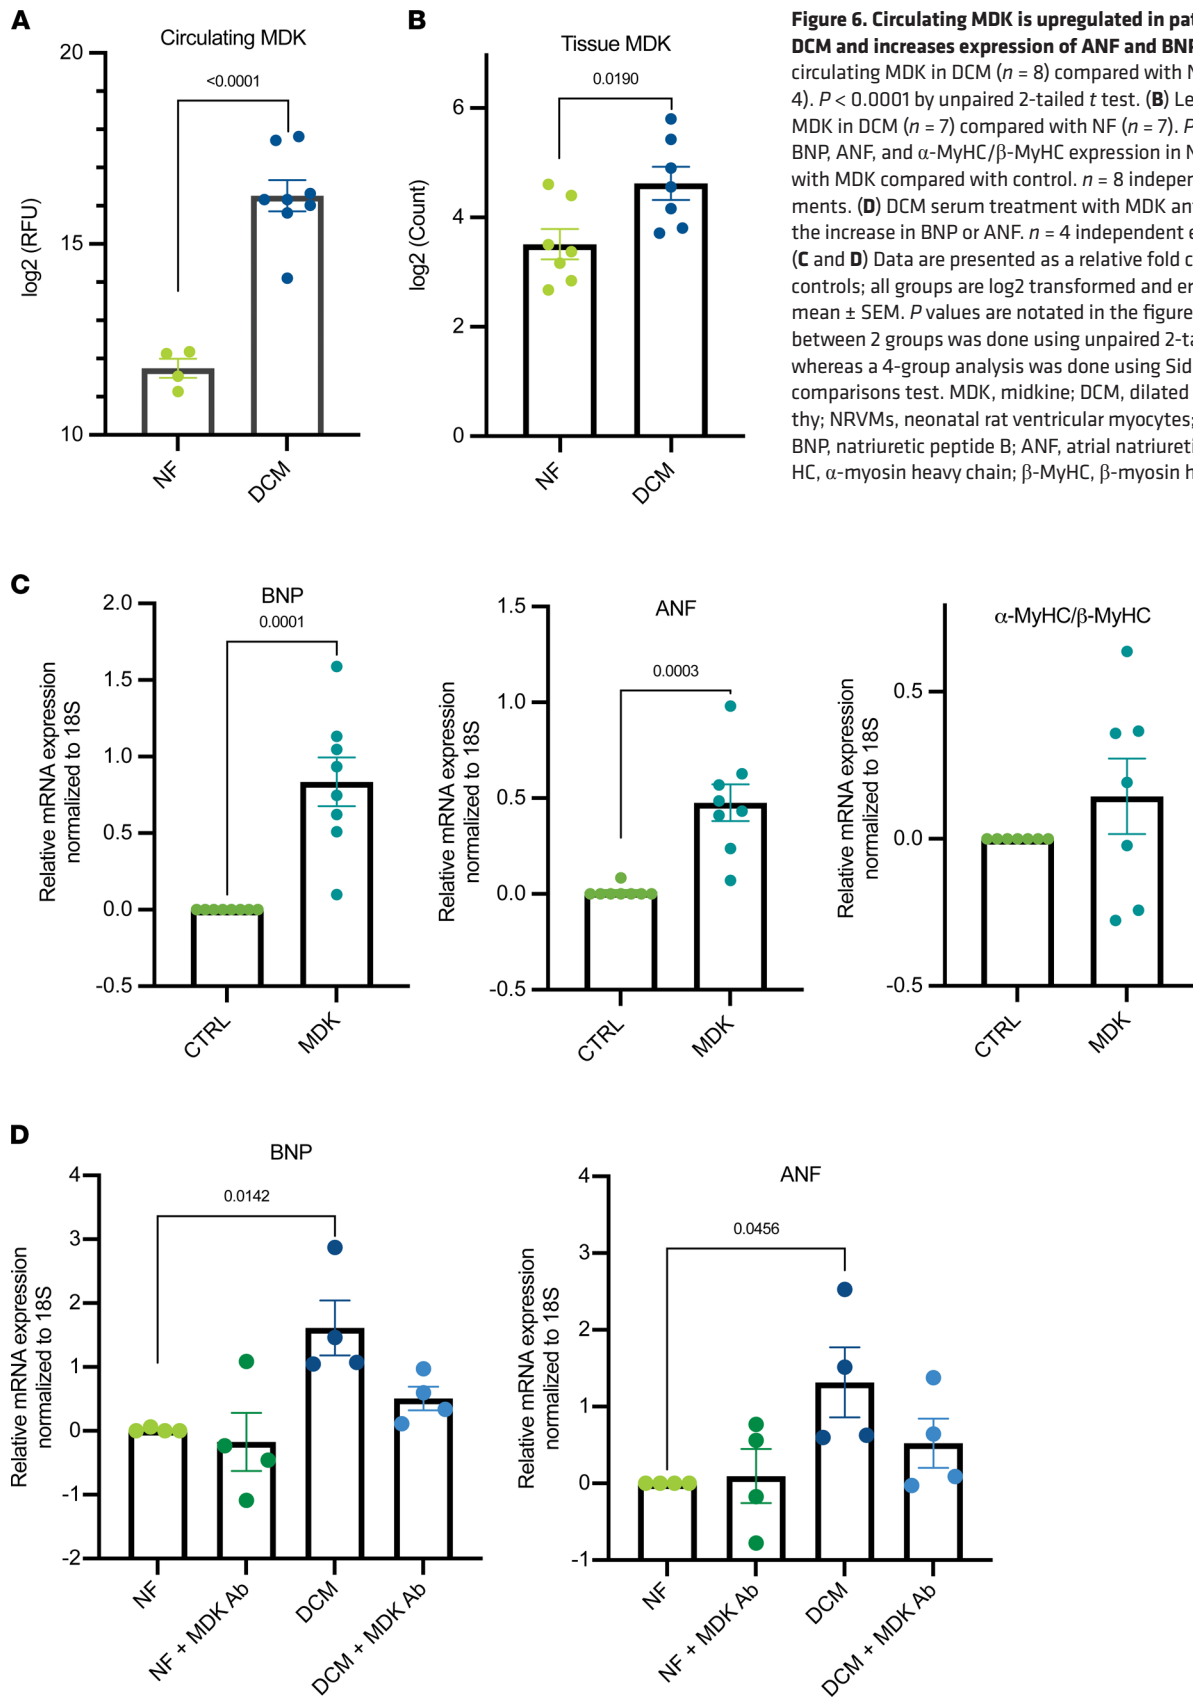 A
Circulating MDK
<0.0001
log2 (RFU)
20
15
10
NF
DCM
B
Tissue MDK
0.0190
log2 (Count)
6
4
2
0
NF
DCM
Figure 6. Circulating MDK is upregulated in
DCM and increases expression of ANF and BNP
circulating MDK in DCM (n = 8) compared with
4). P < 0.0001 by unpaired 2-tailed t test. (B)
MDK in DCM (n = 7) compared with NF (n = 7). P
BNP, ANF, and α-MyHC/β-MyHC expression in
with MDK compared with control. n = 8
ments. (D) DCM serum treatment with MDK
the increase in BNP or ANF. n = 4 independent
(C and D) Data are presented as a relative fold
controls; all groups are log2 transformed and
mean ± SEM. P values are notated in the figure
between 2 groups was done using unpaired
whereas a 4-group analysis was done using
comparisons test. MDK, midkine; DCM, dilated
thy; NRVMs, neonatal rat ventricular myocytes;
BNP, natriuretic peptide B; ANF, atrial
HC, α-myosin heavy chain; β-MyHC, β-myosin
C
BNP
0.0001
Relative mRNA expression
normalized to 18S
2.0
1.5
1.0
0.5
0.0
-0.5
CTRL
MDK
ANF
0.0003
Relative mRNA expression
normalized to 18S
1.5
1.0
0.5
0.0
-0.5
CTRL
MDK
α-MyHC/β-MyHC
Relative mRNA expression
normalized to 18S
0.5
0.0
-0.5
CTRL
MDK
D
BNP
0.0142
Relative mRNA expression
normalized to 18S
4
3
2
1
0
-1
-2
NF
NF + MDK Ab
DCM
DCM + MDK Ab
ANF
0.0456
Relative mRNA expression
normalized to 18S
4
3
2
1
0
-1
NF
NF + MDK Ab
DCM
DCM + MDK Ab